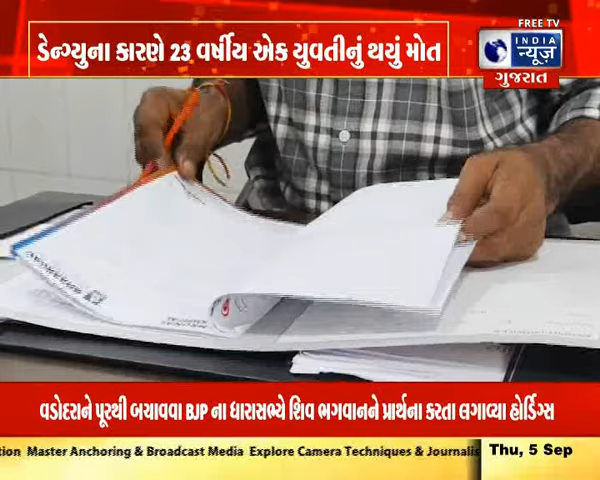 FREE TV
ડેન્ગ્યુના કારણે 23 વર્ષીય એક યુવતીનું થયું મોત
INDIA
ન્યૂઝ
ગુજરાત
વડોદરાને પૂરથી બચાવવા BJP ના ધારાસભ્યે શિવ ભગવાનને પ્રાર્થના કરતા લગાવ્યા હોર્ડિંગ્સ
tion Master Anchoring & Broadcast Media Explore Camera Techniques & Journalis
Thu, 5 Sep